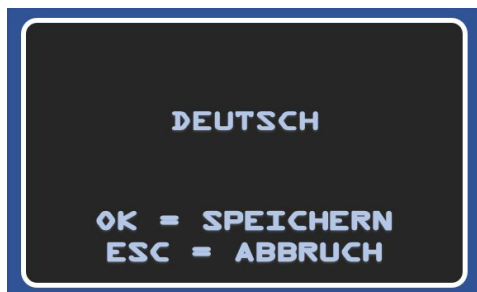 DEUTSCH
OK = SPEICHERN
ESC = ABBRUCH